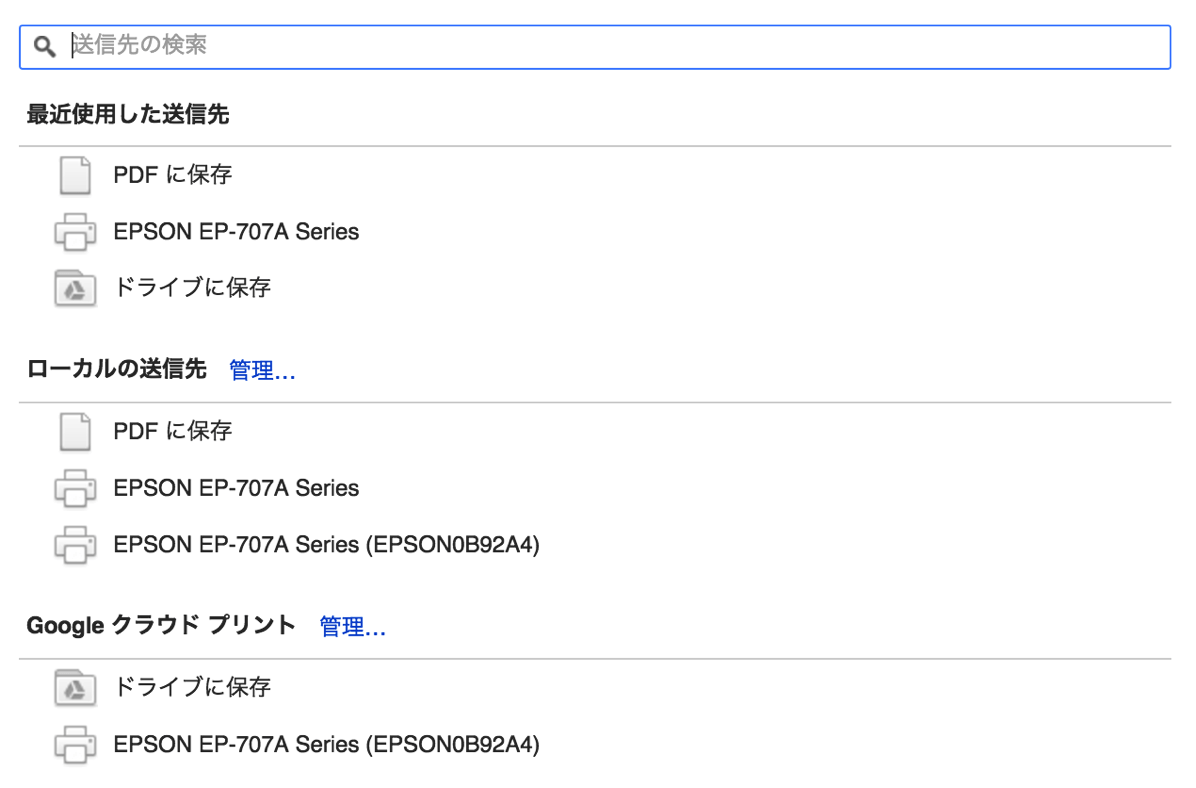 送信先の検索
最近使用した送信先
PDF に保存
EPSON EP-707A Series
ドライブに保存
ローカルの送信先 管理...
PDF に保存
EPSON EP-707A Series
EPSON EP-707A Series (EPSON0B92A4)
Google クラウド プリント 管理...
ドライブに保存
EPSON EP-707A Series (EPSON0B92A4)